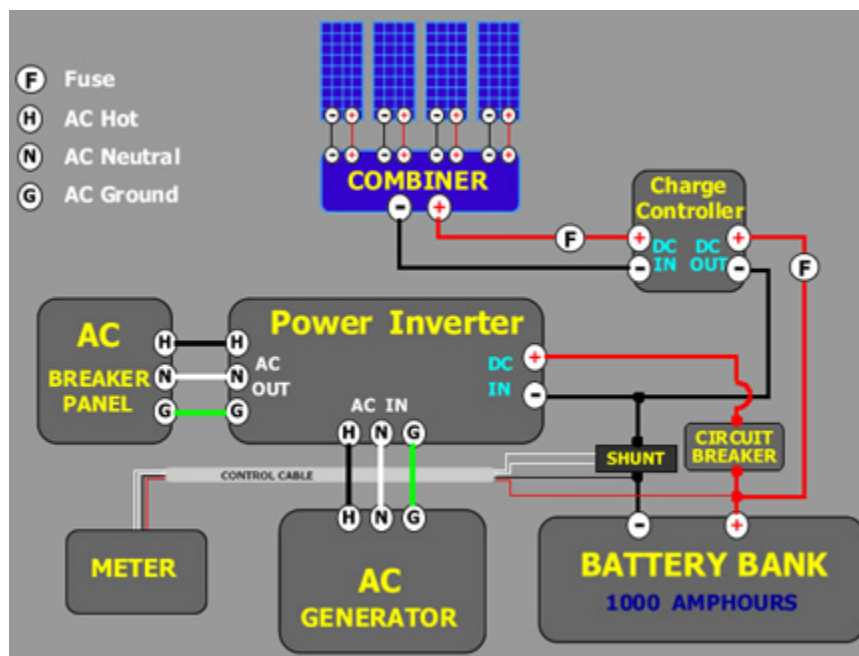 F Fuse
H AC Hot
N AC Neutral
G AC Ground
- + - + - + - +
- + - + - + - +
COMBINER
- +
Charge
Controller
F + DC DC +
- IN OUT -
F
AC
BREAKER
PANEL
H H
N N
G G
Power Inverter
AC
OUT
DC
IN
+
-
AC IN
H N G
CIRCUIT
BREAKER
SHUNT
CONTROL CABLE
METER
H N G
AC
GENERATOR
- +
BATTERY BANK
1000 AMPHOURS